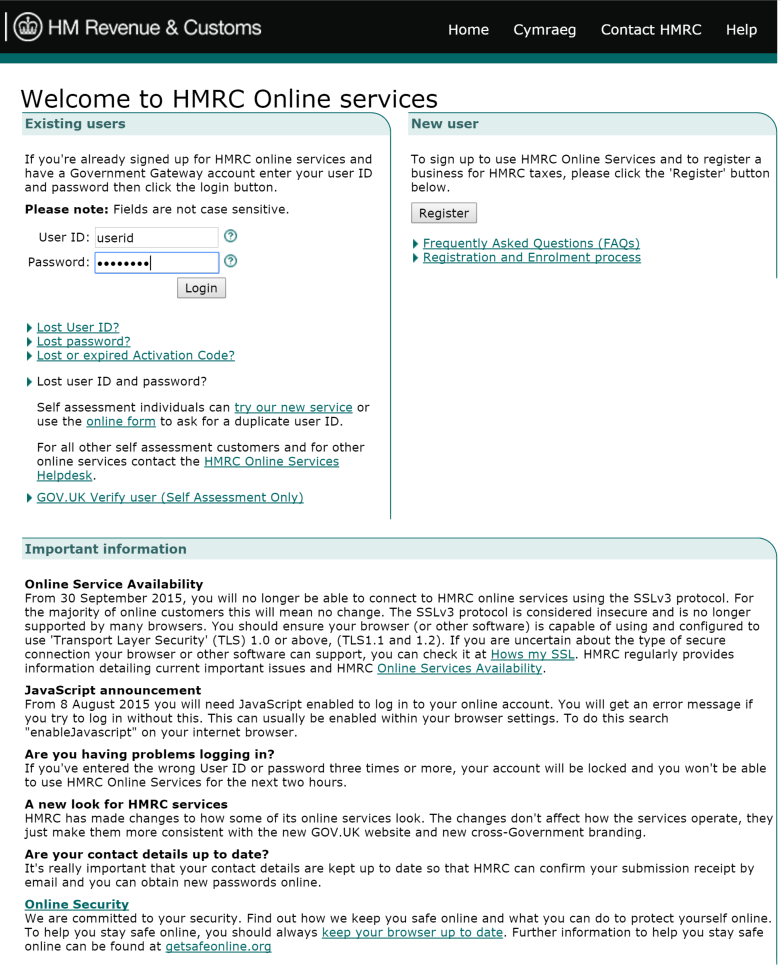 HM Revenue & Customs
Home Cymraeg Contact HMRC Help
Welcome to HMRC Online services
Existing users
If you're already signed up for HMRC online services and
have a Government Gateway account enter your user ID
and password then click the login button.
Please note: Fields are not case sensitive.
User ID: userid ?
Password: •••••••• ?
Login
Lost User ID?
Lost password?
Lost or expired Activation Code?
Lost user ID and password?
Self assessment individuals can try our new service or
use the online form to ask for a duplicate user ID.
For all other self assessment customers and for other
online services contact the HMRC Online Services
Helpdesk.
GOV.UK Verify user (Self Assessment Only)
New user
To sign up to use HMRC Online Services and to register a
business for HMRC taxes, please click the 'Register' button
below.
Register
Frequently Asked Questions (FAQs)
Registration and Enrolment process
Important information
Online Service Availability
From 30 September 2015, you will no longer be able to connect to HMRC online services using the SSLv3 protocol. For
the majority of online customers this will mean no change. The SSLv3 protocol is considered insecure and is no longer
supported by many browsers. You should ensure your browser (or other software) is capable of using and configured to
use 'Transport Layer Security' (TLS) 1.0 or above, (TLS1.1 and 1.2). If you are uncertain about the type of secure
connection your browser or other software can support, you can check it at Hows my SSL. HMRC regularly provides
information detailing current important issues and HMRC Online Services Availability.
JavaScript announcement
From 8 August 2015 you will need JavaScript enabled to log in to your online account. You will get an error message if
you try to log in without this. This can usually be enabled within your browser settings. To do this search
"enableJavascript" on your internet browser.
Are you having problems logging in?
If you've entered the wrong User ID or password three times or more, your account will be locked and you won't be able
to use HMRC Online Services for the next two hours.
A new look for HMRC services
HMRC has made changes to how some of its online services look. The changes don't affect how the services operate, they
just make them more consistent with the new GOV.UK website and new cross-Government branding.
Are your contact details up to date?
It's really important that your contact details are kept up to date so that HMRC can confirm your submission receipt by
email and you can obtain new passwords online.
Online Security
We are committed to your security. Find out how we keep you safe online and what you can do to protect yourself online.
To help you stay safe online, you should always keep your browser up to date. Further information to help you stay safe
online can be found at getsafeonline.org